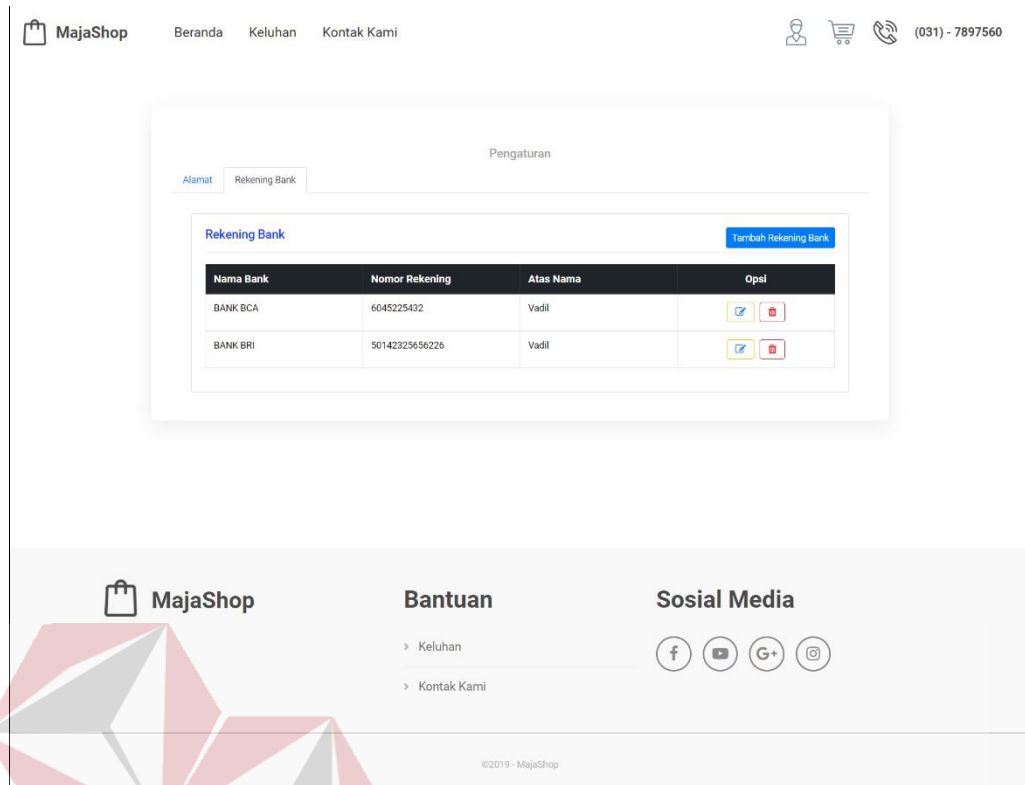 MajaShop Beranda Keluhan Kontak Kami (031) - 7897560
Pengaturan
Alamat Rekening Bank
Rekening Bank Tambah Rekening Bank
Nama Bank Nomor Rekening Atas Nama Opsi
BANK BCA 6045225432 Vadil
BANK BRI 50142325656226 Vadil
MajaShop Bantuan Sosial Media
> Keluhan
> Kontak Kami
f G+
©2019 - MajaShop